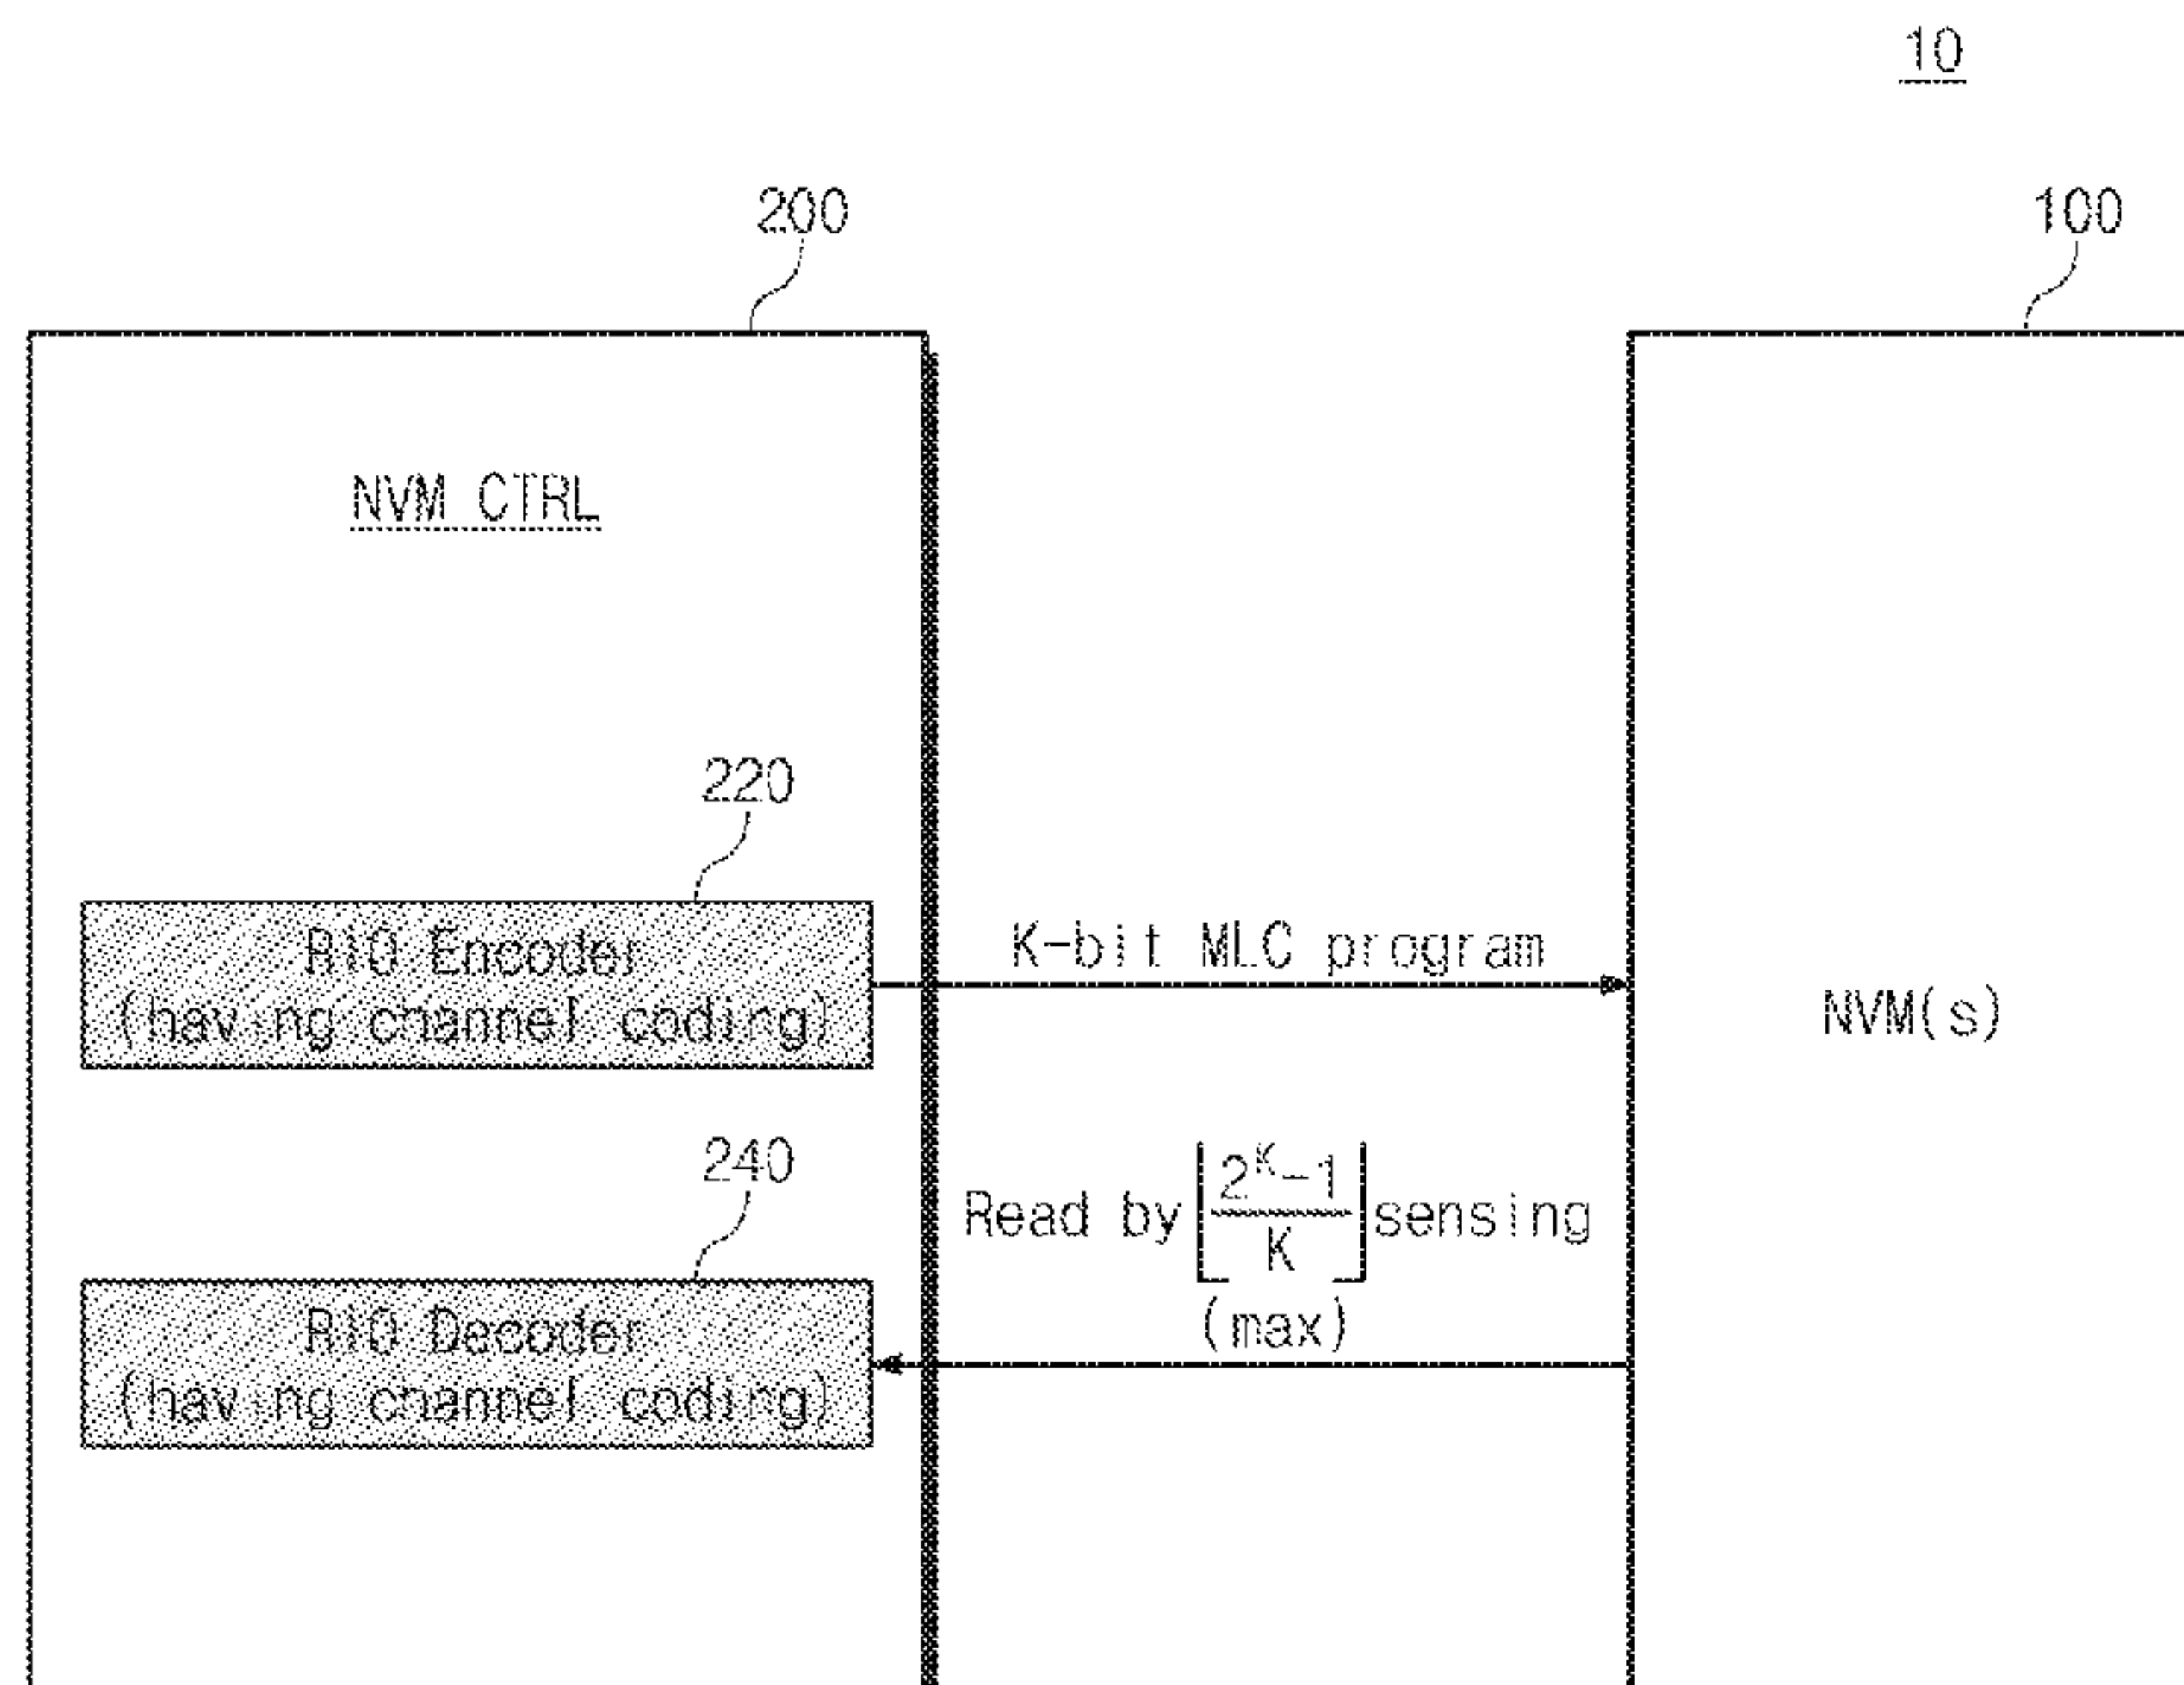 10
200
100
NVM CTRL
220
RIO Encoder
(having channel coding)
K-bit MLC program
NVM(s)
240
Read by ⌊(2^K-1)/K⌋ sensing
(max)
RIO Decoder
(having channel coding)